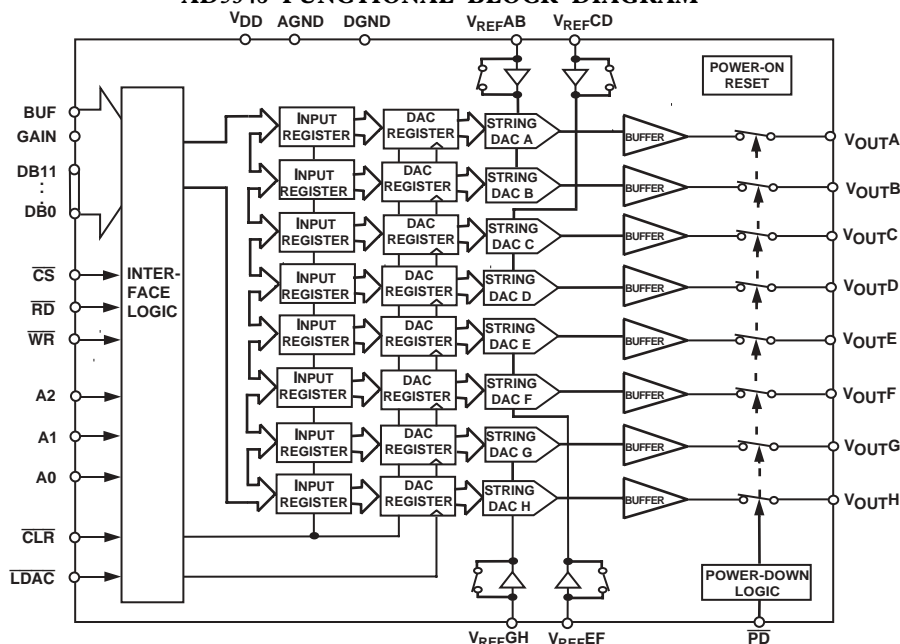 FUNCTIONAL BLOCK DIAGRAM
VDD AGND DGND VREFAB VREFCD
POWER-ON
RESET
BUF
GAIN
DB11
:
DB0
CS
RD
WR
A2
A1
A0
CLR
LDAC
INTER-
FACE
LOGIC
INPUT
REGISTER
DAC
REGISTER
STRING
DAC A
BUFFER
VOUTA
INPUT
REGISTER
DAC
REGISTER
STRING
DAC B
BUFFER
VOUTB
INPUT
REGISTER
DAC
REGISTER
STRING
DAC C
BUFFER
VOUTC
INPUT
REGISTER
DAC
REGISTER
STRING
DAC D
BUFFER
VOUTD
INPUT
REGISTER
DAC
REGISTER
STRING
DAC E
BUFFER
VOUTE
INPUT
REGISTER
DAC
REGISTER
STRING
DAC F
BUFFER
VOUTF
INPUT
REGISTER
DAC
REGISTER
STRING
DAC G
BUFFER
VOUTG
INPUT
REGISTER
DAC
REGISTER
STRING
DAC H
BUFFER
VOUTH
POWER-DOWN
LOGIC
VREFGH VREFEF PD